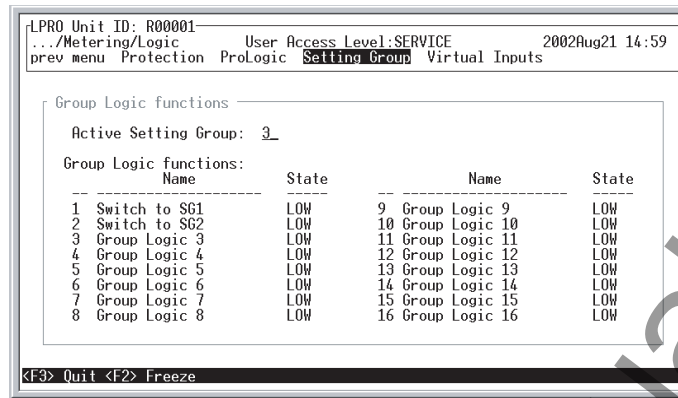 LPRO Unit ID: R00001
.../Metering/Logic User Access Level:SERVICE 2002Aug21 14:59
prev menu Protection ProLogic Setting Group Virtual Inputs
Group Logic functions
Active Setting Group: 3_
Group Logic functions:
Name State Name State
1 Switch to SG1 LOW 9 Group Logic 9 LOW
2 Switch to SG2 LOW 10 Group Logic 10 LOW
3 Group Logic 3 LOW 11 Group Logic 11 LOW
4 Group Logic 4 LOW 12 Group Logic 12 LOW
5 Group Logic 5 LOW 13 Group Logic 13 LOW
6 Group Logic 6 LOW 14 Group Logic 14 LOW
7 Group Logic 7 LOW 15 Group Logic 15 LOW
8 Group Logic 8 LOW 16 Group Logic 16 LOW
<F3> Quit <F2> Freeze